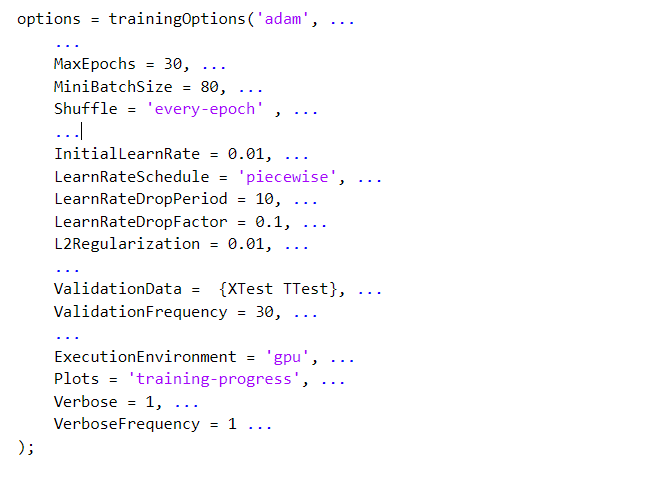 options = trainingOptions('adam', ...
...
MaxEpochs = 30, ...
MiniBatchSize = 80, ...
Shuffle = 'every-epoch' , ...
...
InitialLearnRate = 0.01, ...
LearnRateSchedule = 'piecewise', ...
LearnRateDropPeriod = 10, ...
LearnRateDropFactor = 0.1, ...
L2Regularization = 0.01, ...
...
ValidationData =  {XTest TTest}, ...
ValidationFrequency = 30, ...
...
ExecutionEnvironment = 'gpu', ...
Plots = 'training-progress', ...
Verbose = 1, ...
VerboseFrequency = 1 ...
);